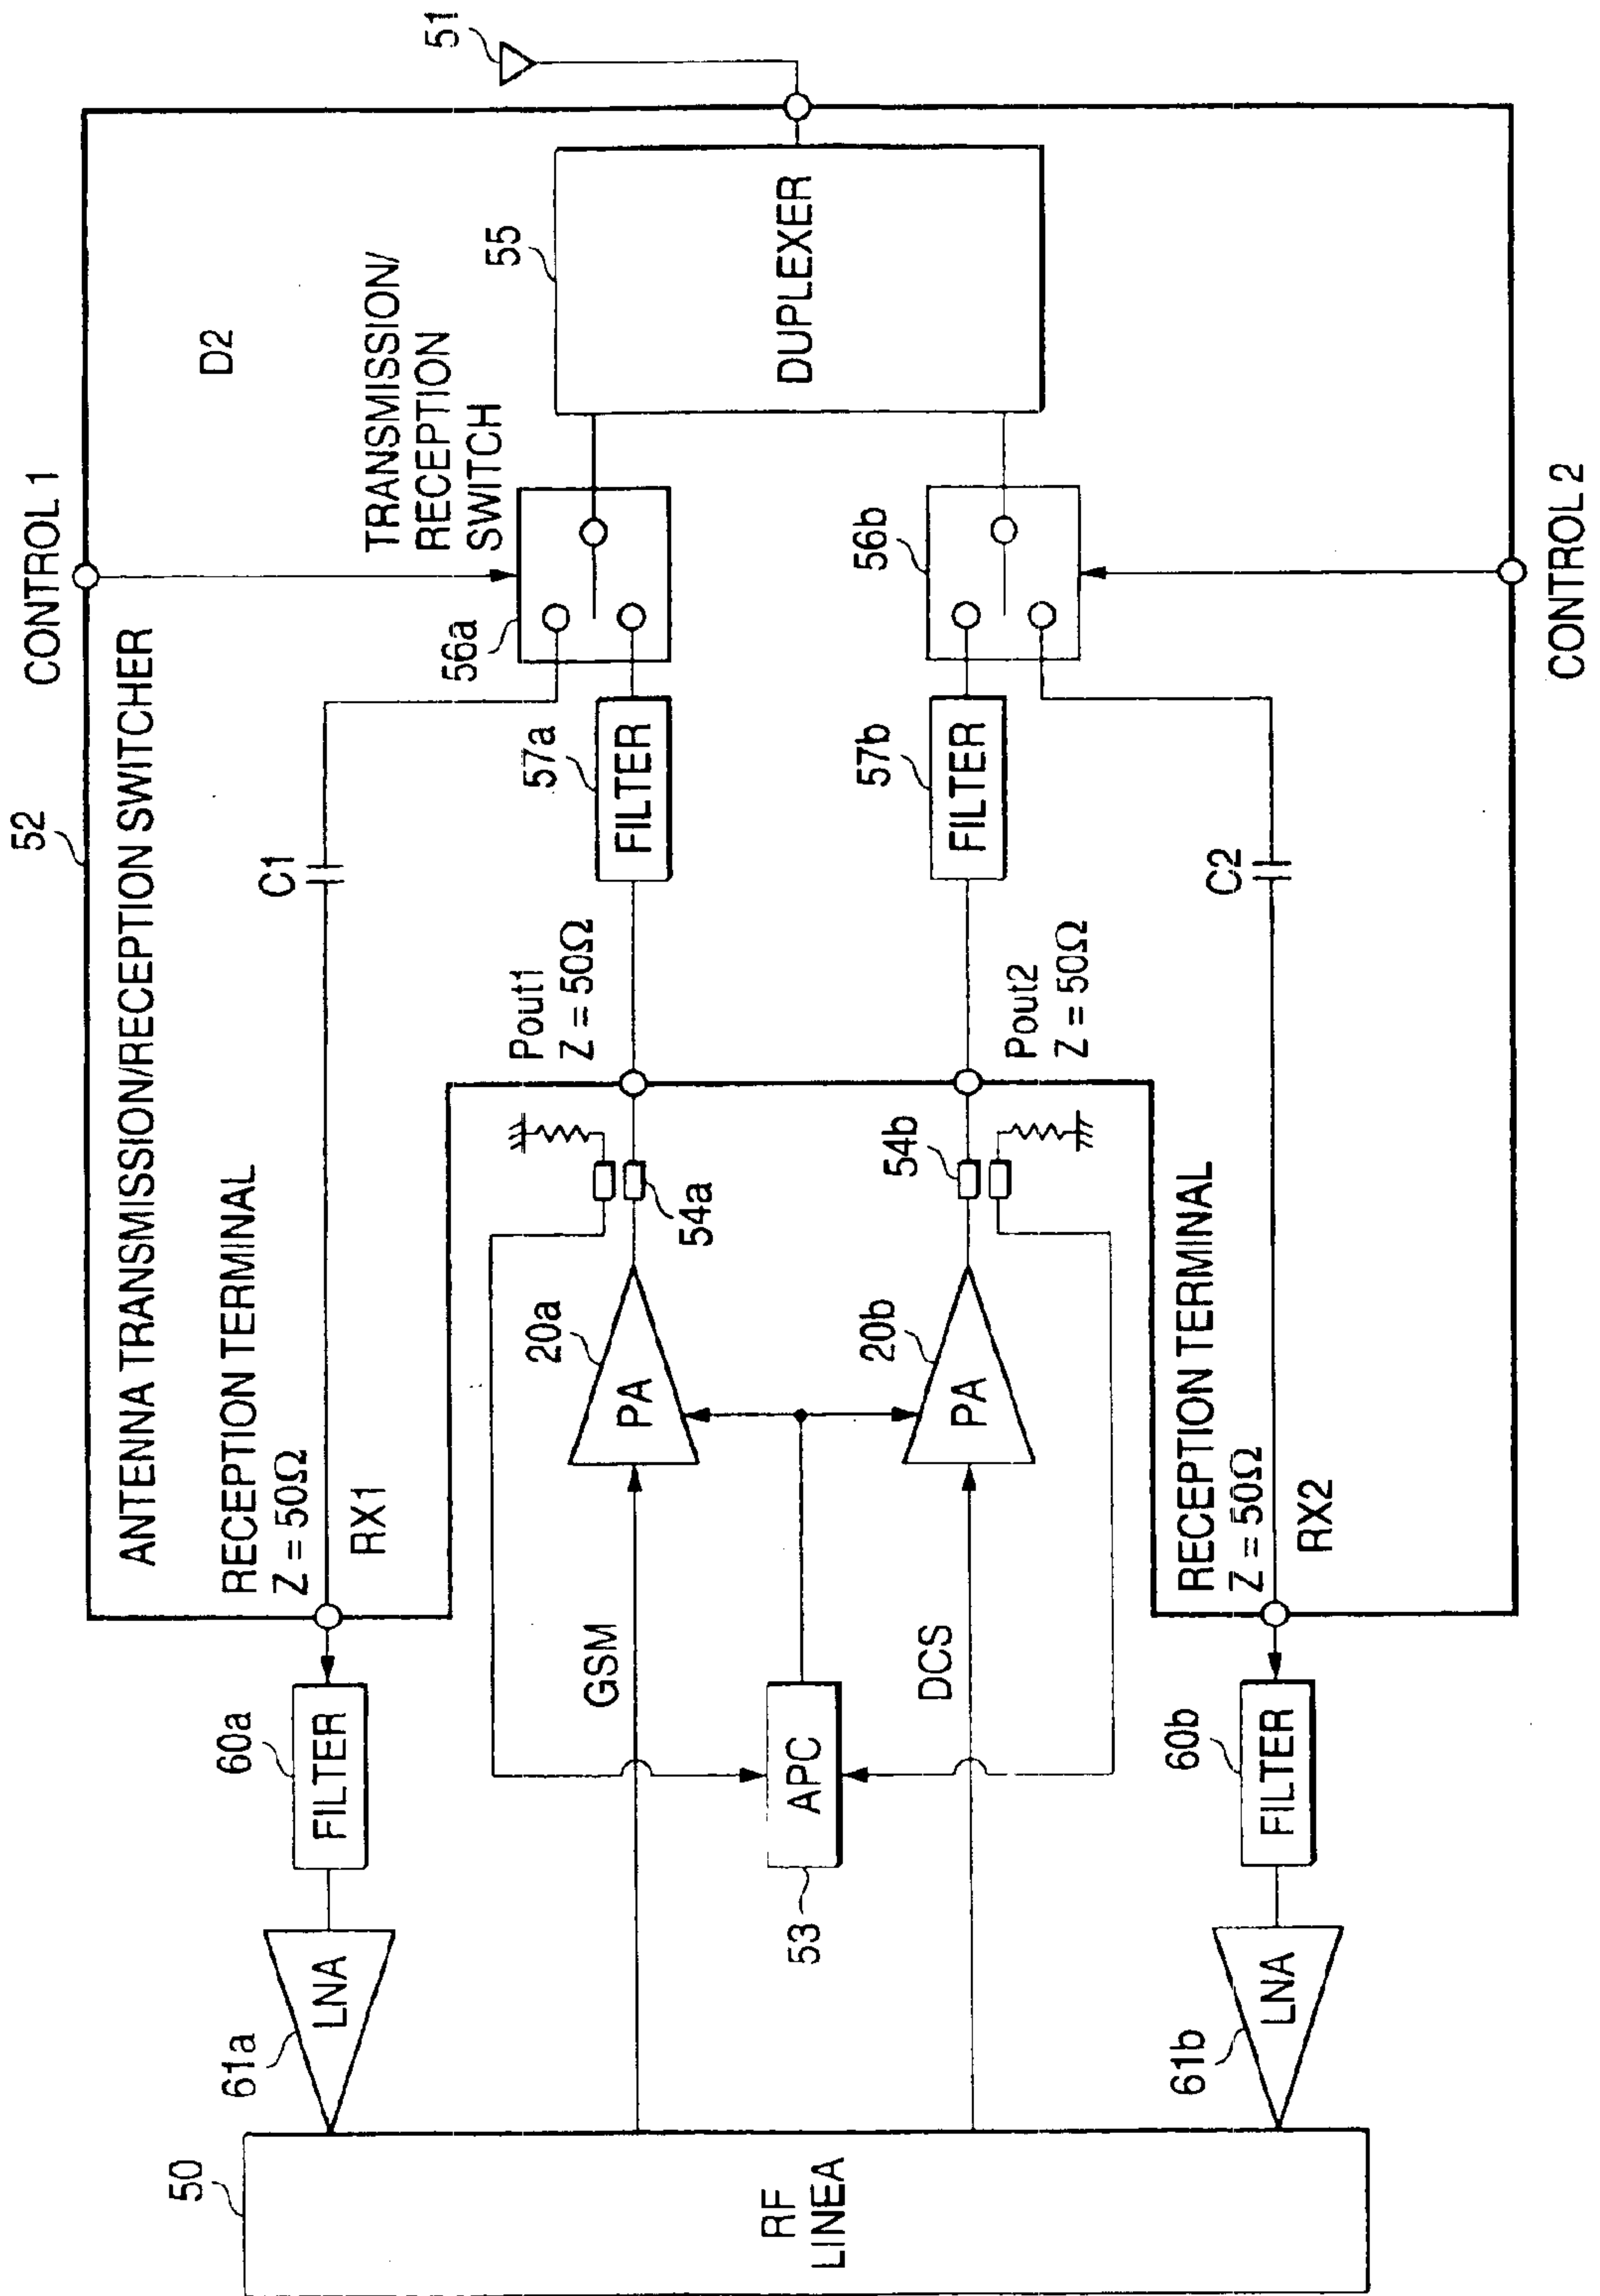 CONTROL 1
52
ANTENNA TRANSMISSION/RECEPTION SWITCHER
D2
51
RECEPTION TERMINAL
Z = 50Ω
RX1
C1
TRANSMISSION/
RECEPTION
SWITCH
56a
55
DUPLEXER
57a
FILTER
Pout1
Z = 50Ω
54a
20a
PA
GSM
60a
FILTER
61a
LNA
50
RF
LINEA
53
APC
DCS
20b
PA
54b
Pout2
Z = 50Ω
57b
FILTER
56b
RECEPTION TERMINAL
Z = 50Ω
RX2
C2
60b
FILTER
61b
LNA
CONTROL 2